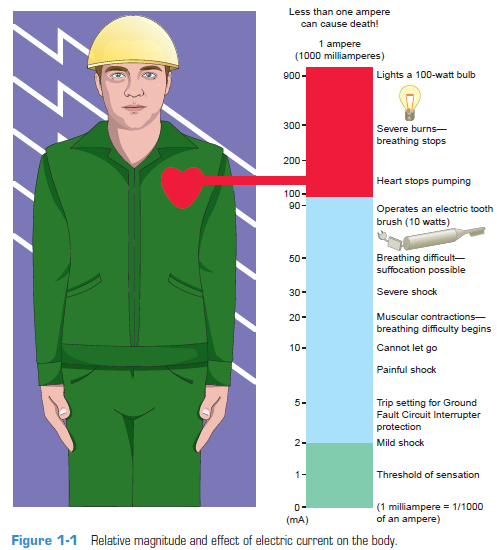 Less than one ampere
can cause death!
1 ampere
(1000 milliamperes)
900
Lights a 100-watt bulb
300
Severe burns—
breathing stops
200
Heart stops pumping
100
90
Operates an electric tooth
brush (10 watts)
50
Breathing difficult—
suffocation possible
30
Severe shock
20
Muscular contractions—
breathing difficulty begins
10
Cannot let go
Painful shock
5
Trip setting for Ground
Fault Circuit Interrupter
protection
2
Mild shock
1
Threshold of sensation
0
(mA)
(1 milliampere = 1/1000
of an ampere)
Figure 1-1 Relative magnitude and effect of electric current on the body.